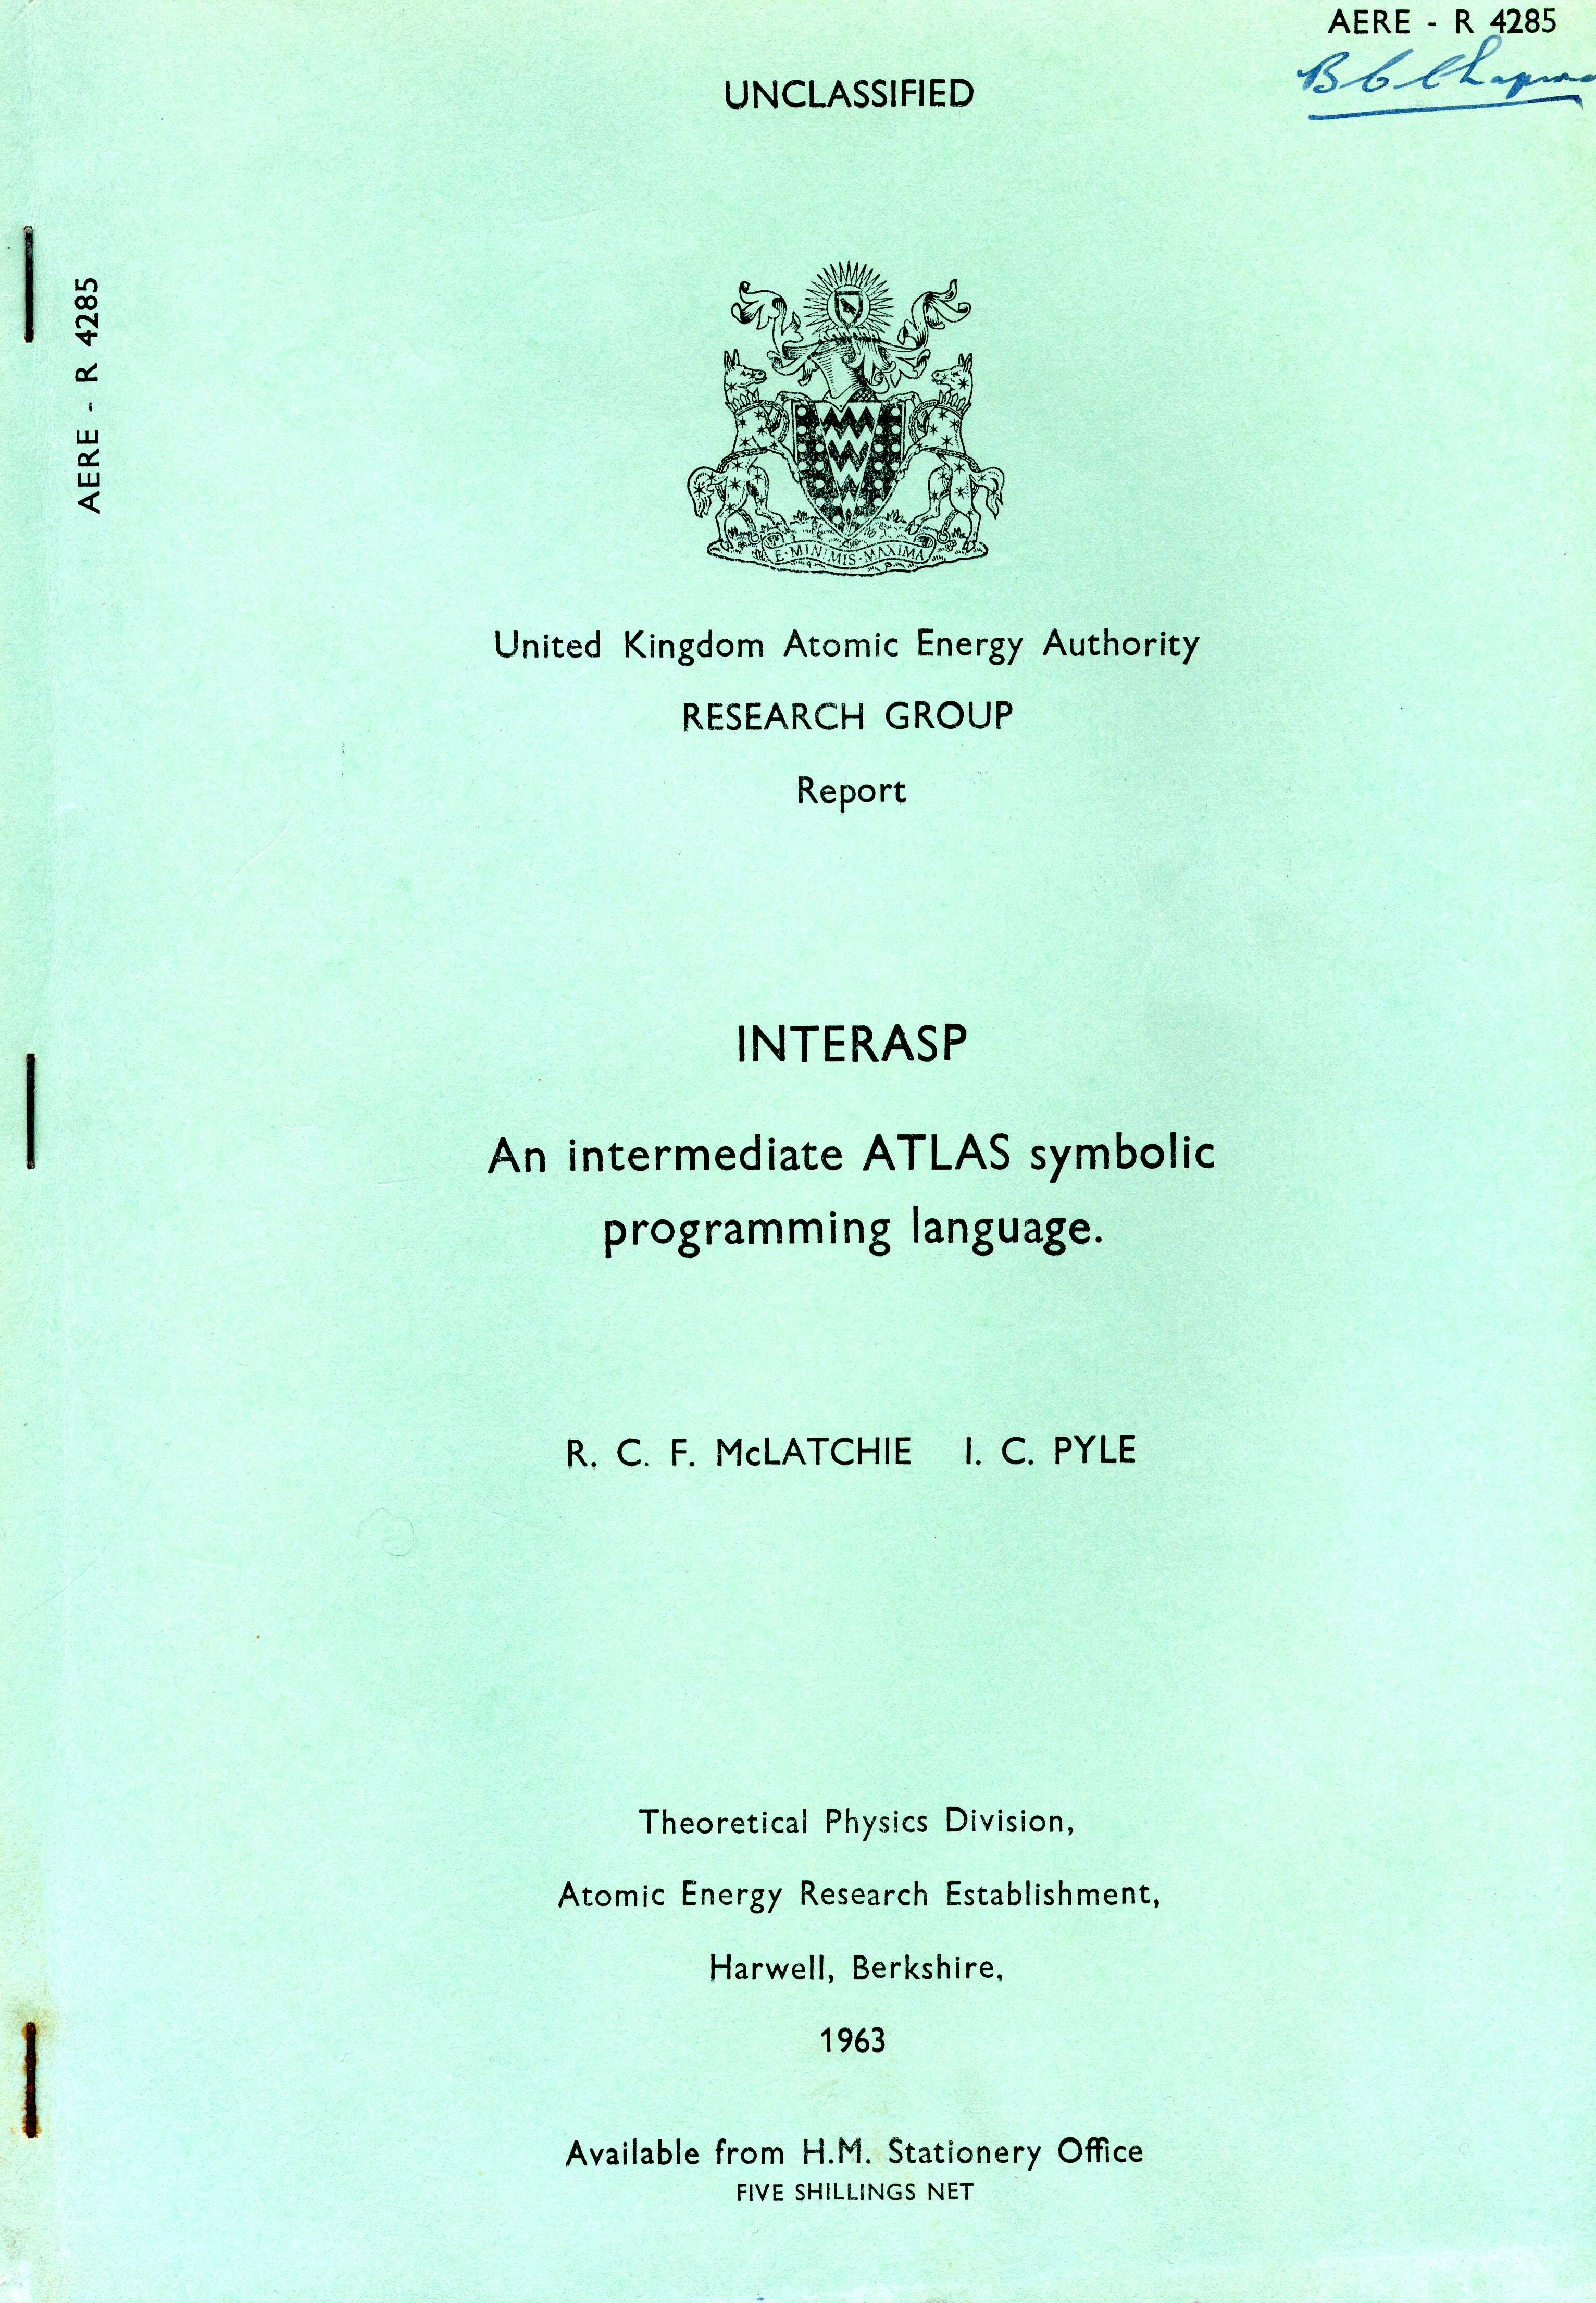 AERE - R 4285
UNCLASSIFIED
AERE - R 4285
E·MINIMIS·MAXIMA
United Kingdom Atomic Energy Authority
RESEARCH GROUP
Report
INTERASP
An intermediate ATLAS symbolic
programming language.
R. C. F. McLATCHIE I. C. PYLE
Theoretical Physics Division,
Atomic Energy Research Establishment,
Harwell, Berkshire.
1963
Available from H.M. Stationery Office
FIVE SHILLINGS NET